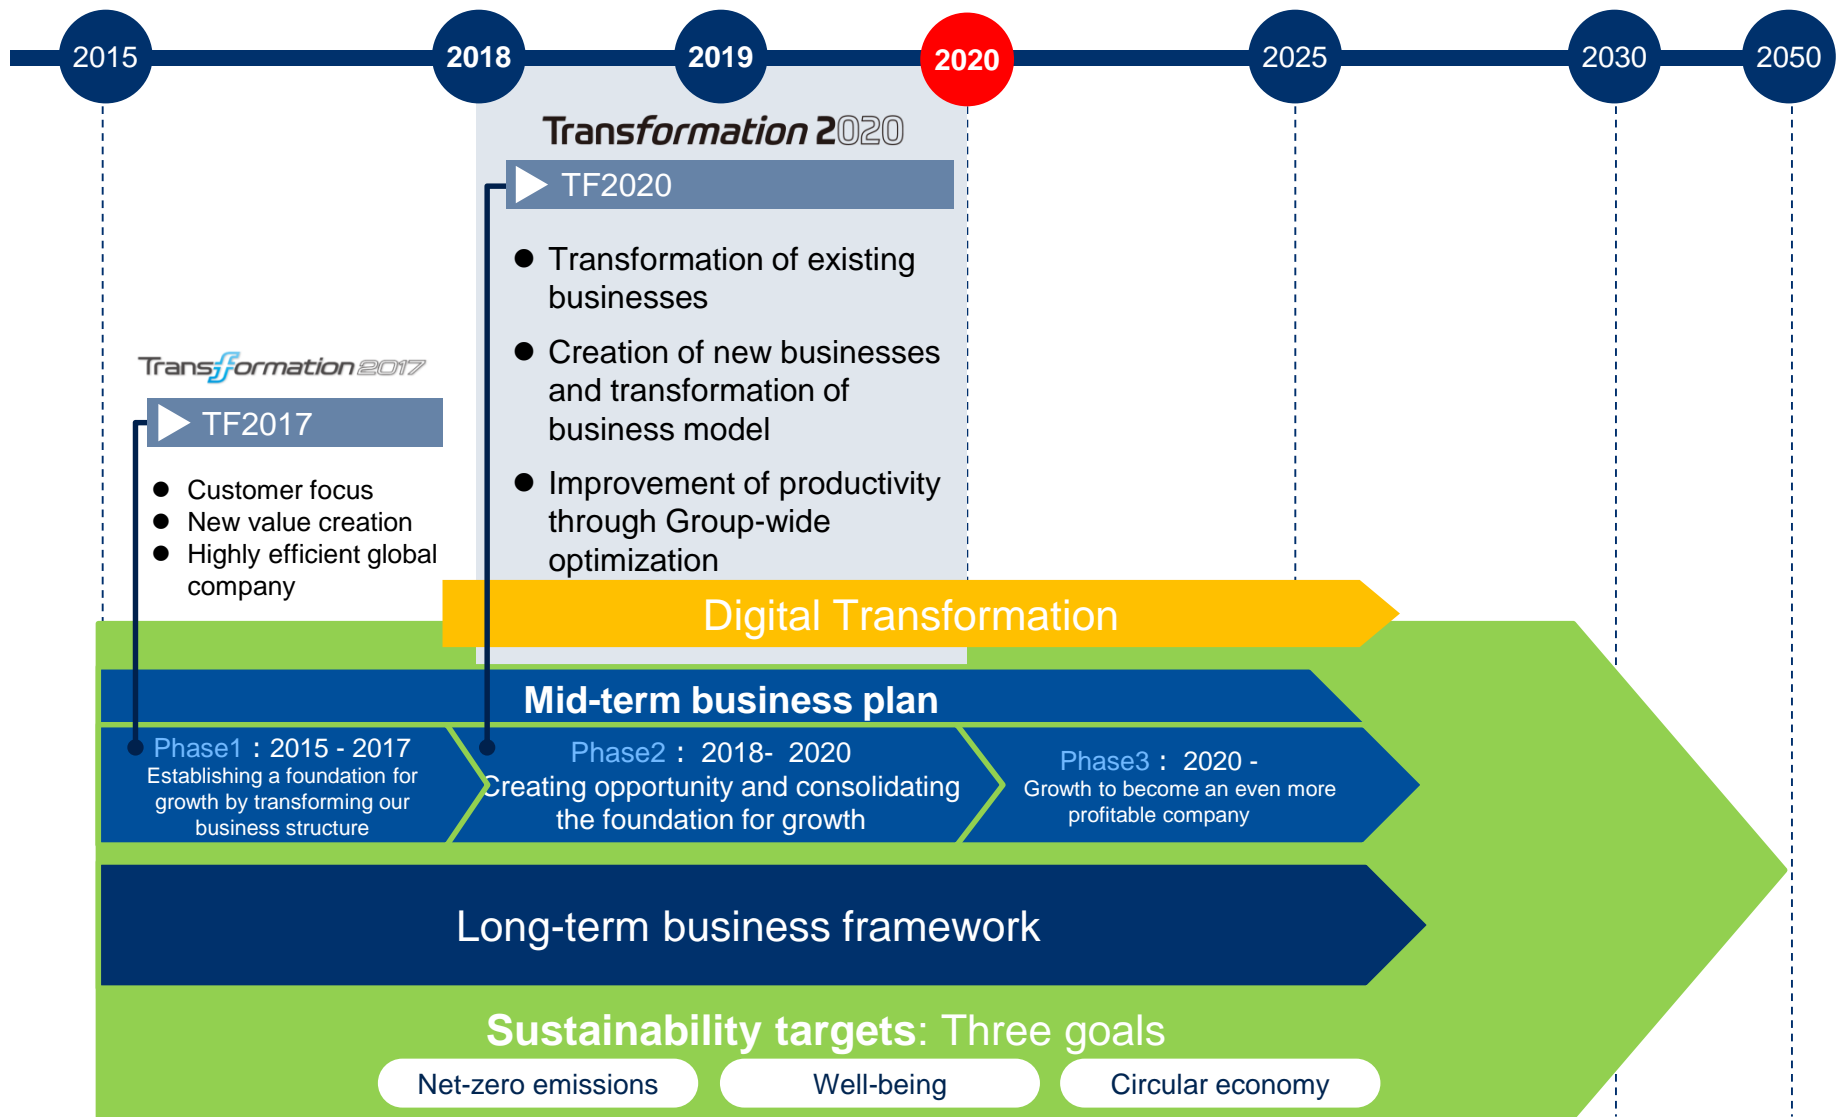 2015
2018
2019
2020
2025
2030
2050
Transformation 2020
TF2020
● Transformation of existing
businesses
● Creation of new businesses
and transformation of
business model
● Improvement of productivity
through Group-wide
optimization
Transformation 2017
TF2017
● Customer focus
● New value creation
● Highly efficient global
company
Digital Transformation
Mid-term business plan
Phase1：2015 - 2017
Establishing a foundation for
growth by transforming our
business structure
Phase2： 2018- 2020
Creating opportunity and consolidating
the foundation for growth
Phase3： 2020 -
Growth to become an even more
profitable company
Long-term business framework
Sustainability targets: Three goals
Net-zero emissions
Well-being
Circular economy